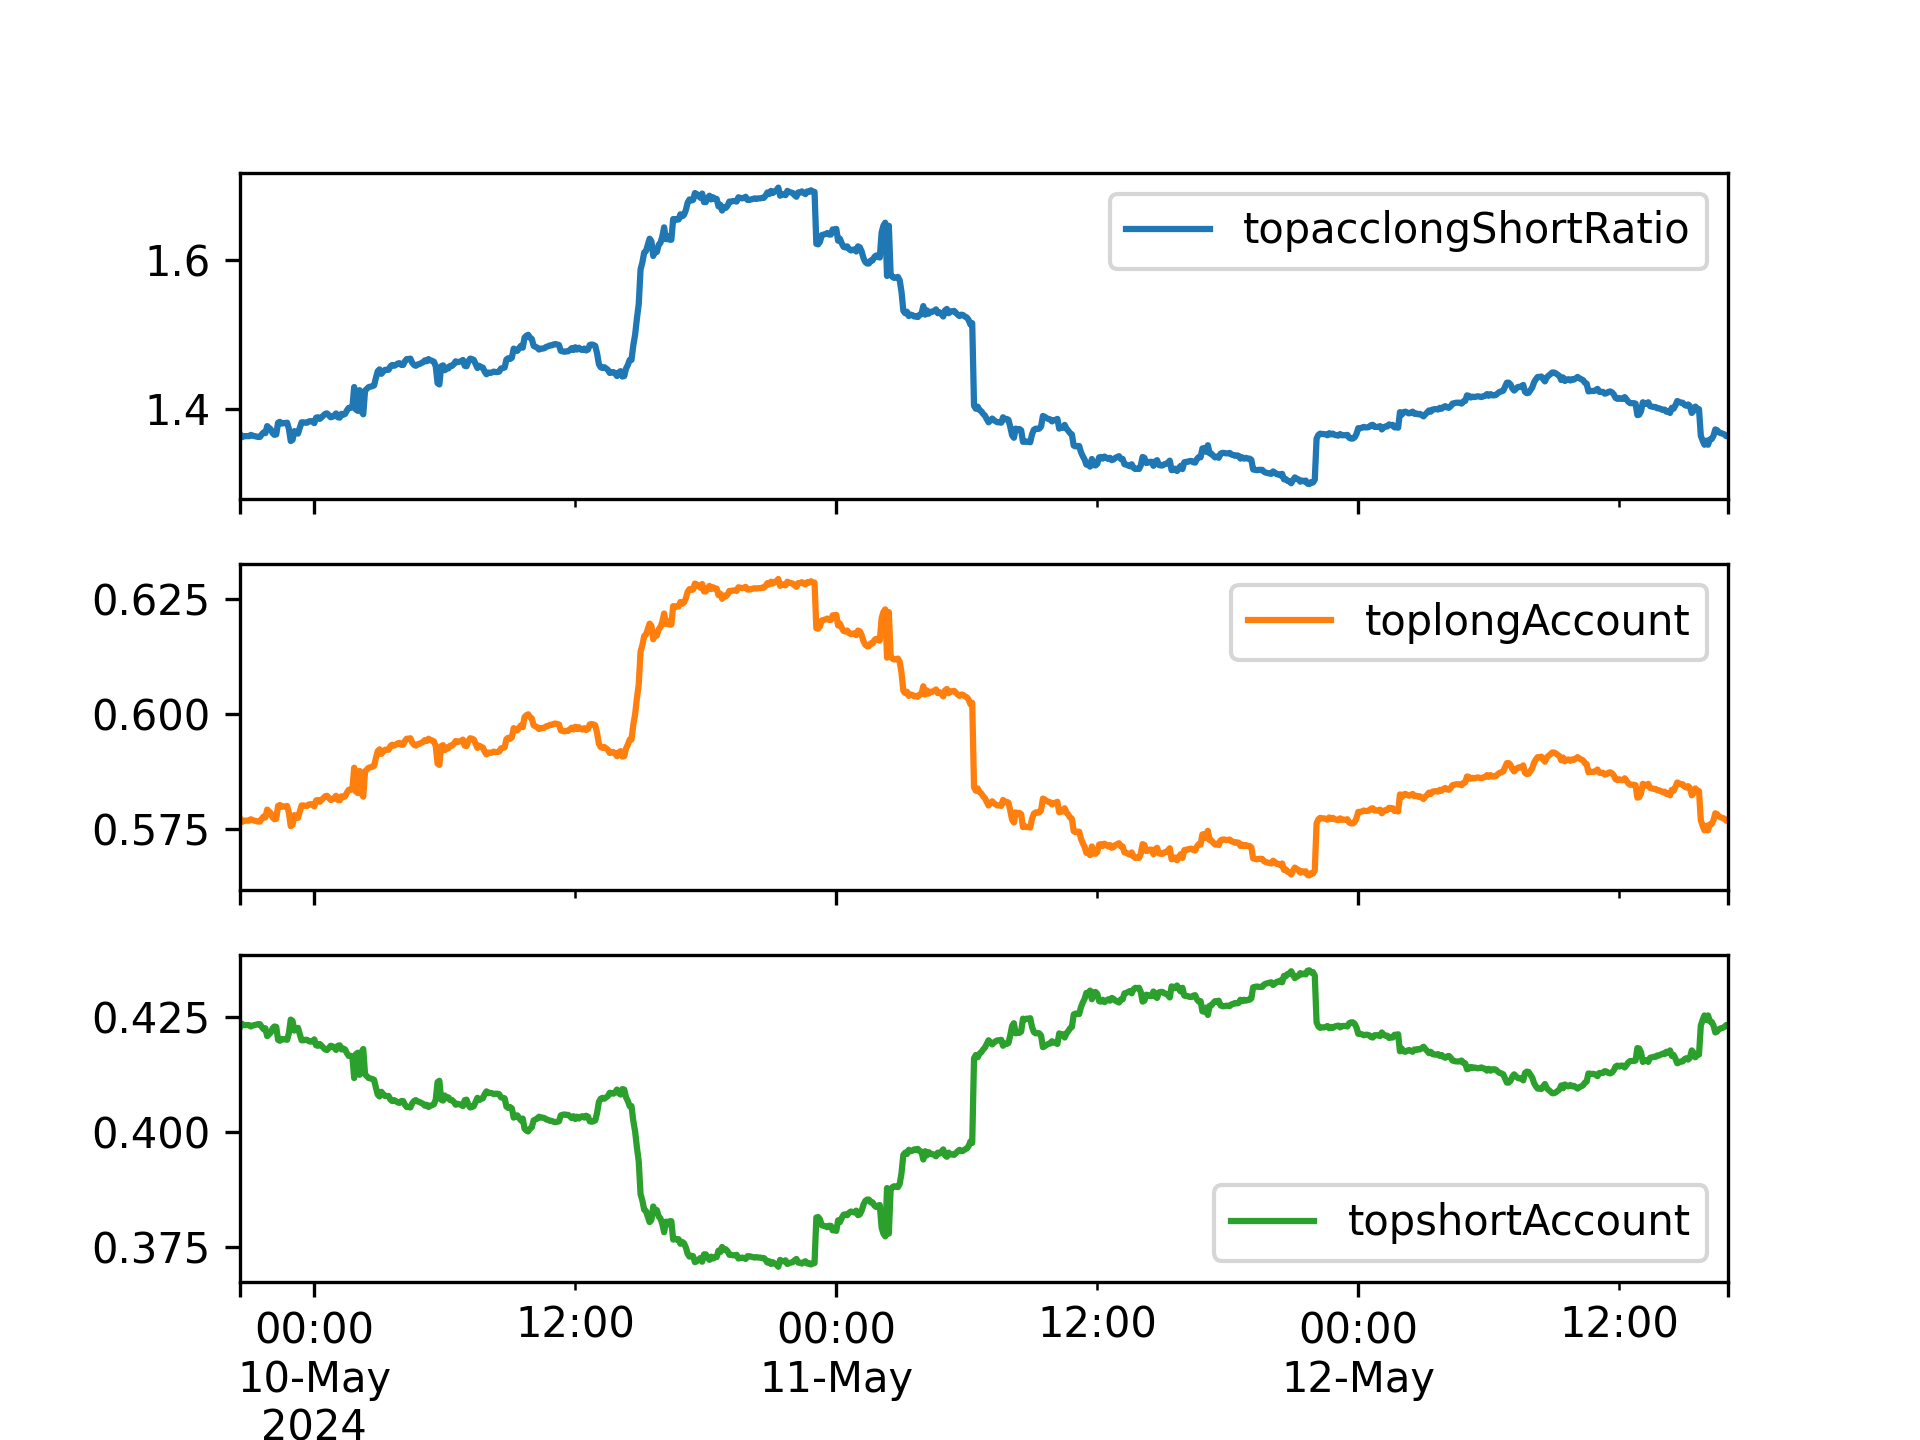 topacclongShortRatio
1.6
1.4
toplongAccount
0.625
0.600
0.575
topshortAccount
0.425
0.400
0.375
00:00 12:00 00:00 12:00 00:00 12:00
10-May 11-May 12-May
2024